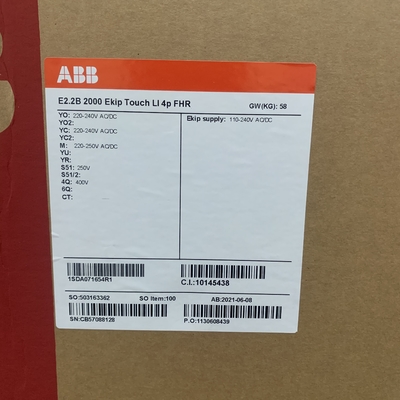 ABB
E2.2B 2000 Ekip Touch LI 4p FHR GW(KG): 58
YO: 220-240V AC/DC Ekip supply: 110-240V AC/DC
YO2:
YC: 220-240V AC/DC
YC2:
M: 220-250V AC/DC
YU:
YR:
S51: 250V
S51/2:
4Q: 400V
6Q:
CT:
1SDA071654R1 C.I.:10145438
SO:503163362 SO Item:100 AB:2021-06-08
SN:CB57088128 P.O:1130608439